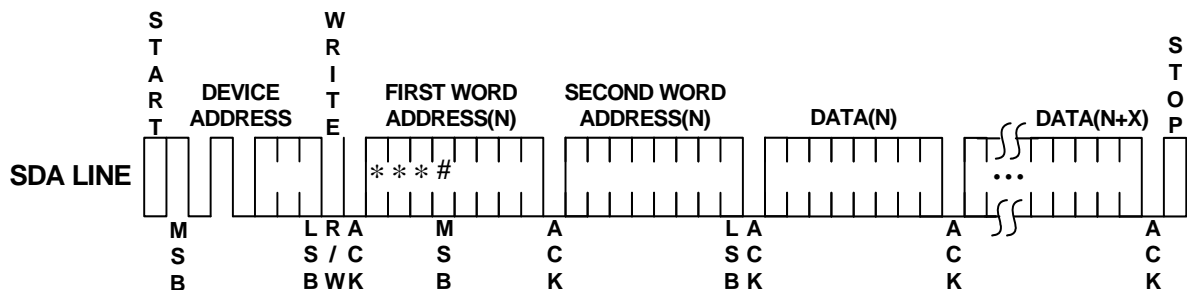 START
WRITE
STOP
DEVICE
ADDRESS
FIRST WORD
ADDRESS(N)
SECOND WORD
ADDRESS(N)
DATA(N)
DATA(N+X)
SDA LINE
* * * #
...
MSB
LSB
R/W
ACK
MSB
ACK
LSB
ACK
ACK
ACK